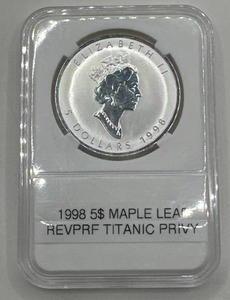 ELIZABETH II
5 DOLLARS 1998
1998 5$ MAPLE LEAF
REVPRF TITANIC PRIVY